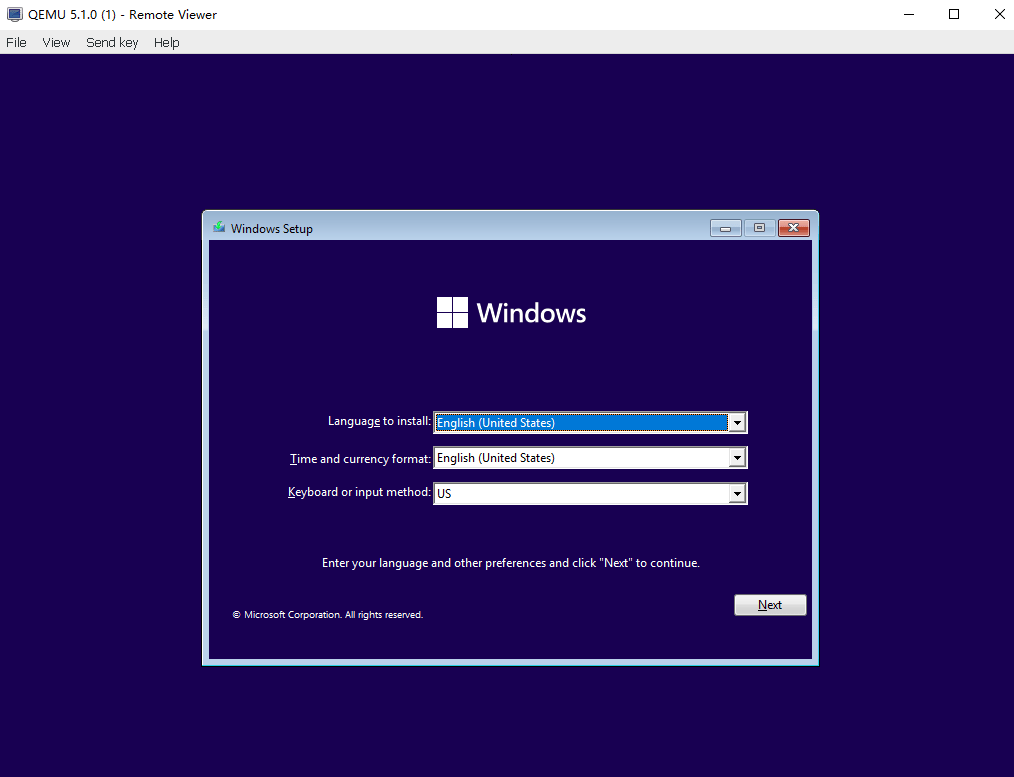 QEMU 5.1.0 (1) - Remote Viewer
File View Send key Help
Windows Setup
Windows
Language to install: English (United States)
Time and currency format: English (United States)
Keyboard or input method: US
Enter your language and other preferences and click "Next" to continue.
Next
© Microsoft Corporation. All rights reserved.